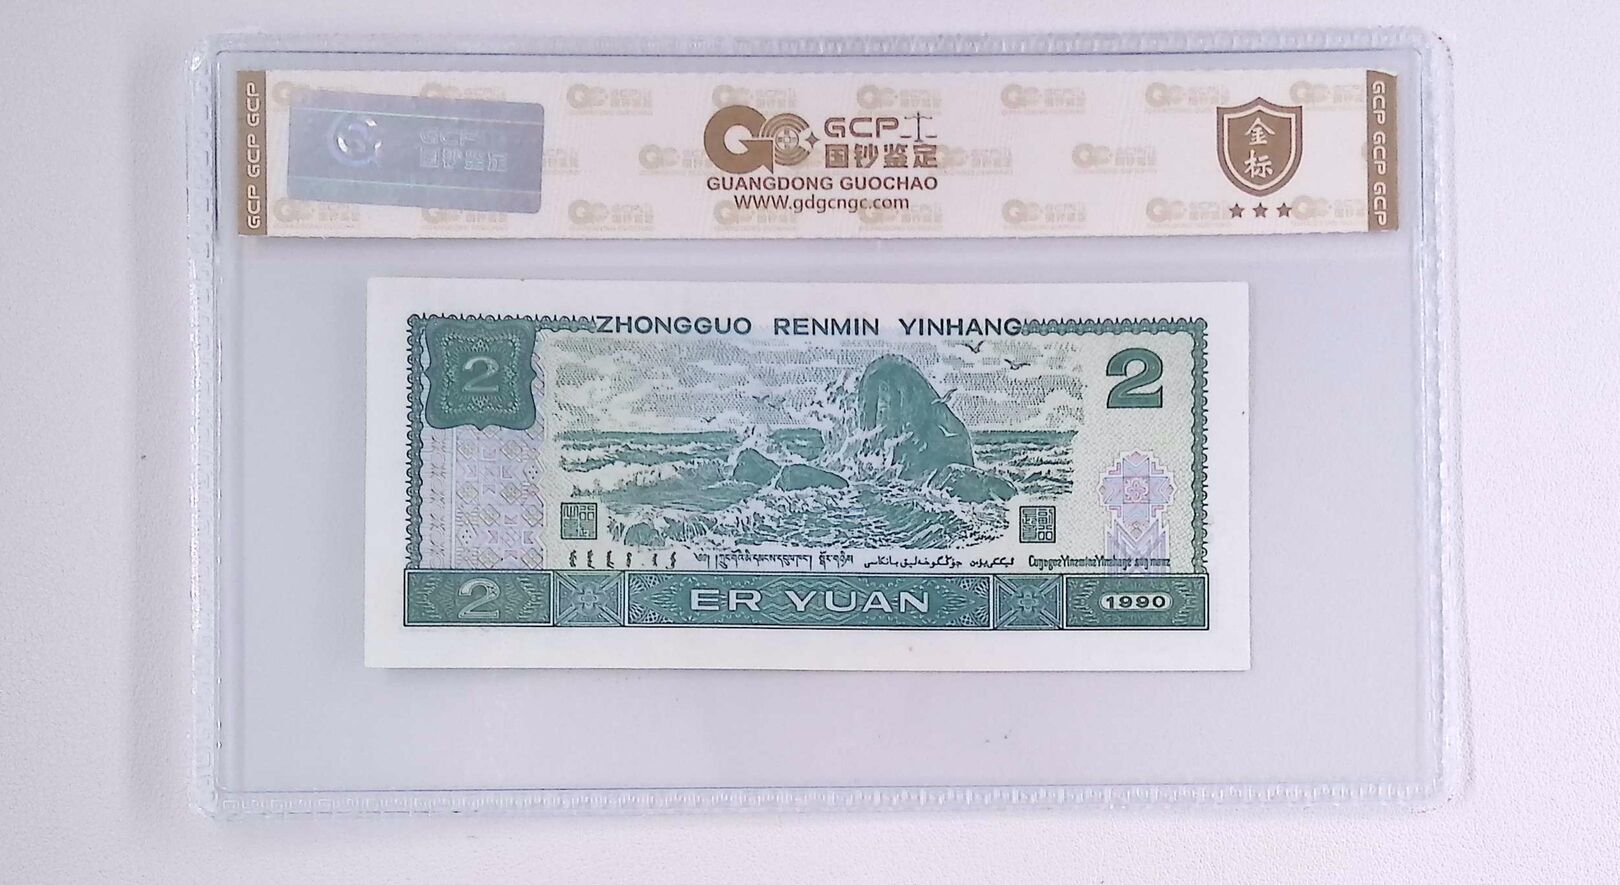 GCP GCP GCP
GCP
国钞鉴定
GCP
国钞鉴定
GUANGDONG GUOCHAO
WWW.gdgcngc.com
金标
GCP GCP GCP
ZHONGGUO RENMIN YINHANG
2
2
2
ER YUAN
1990